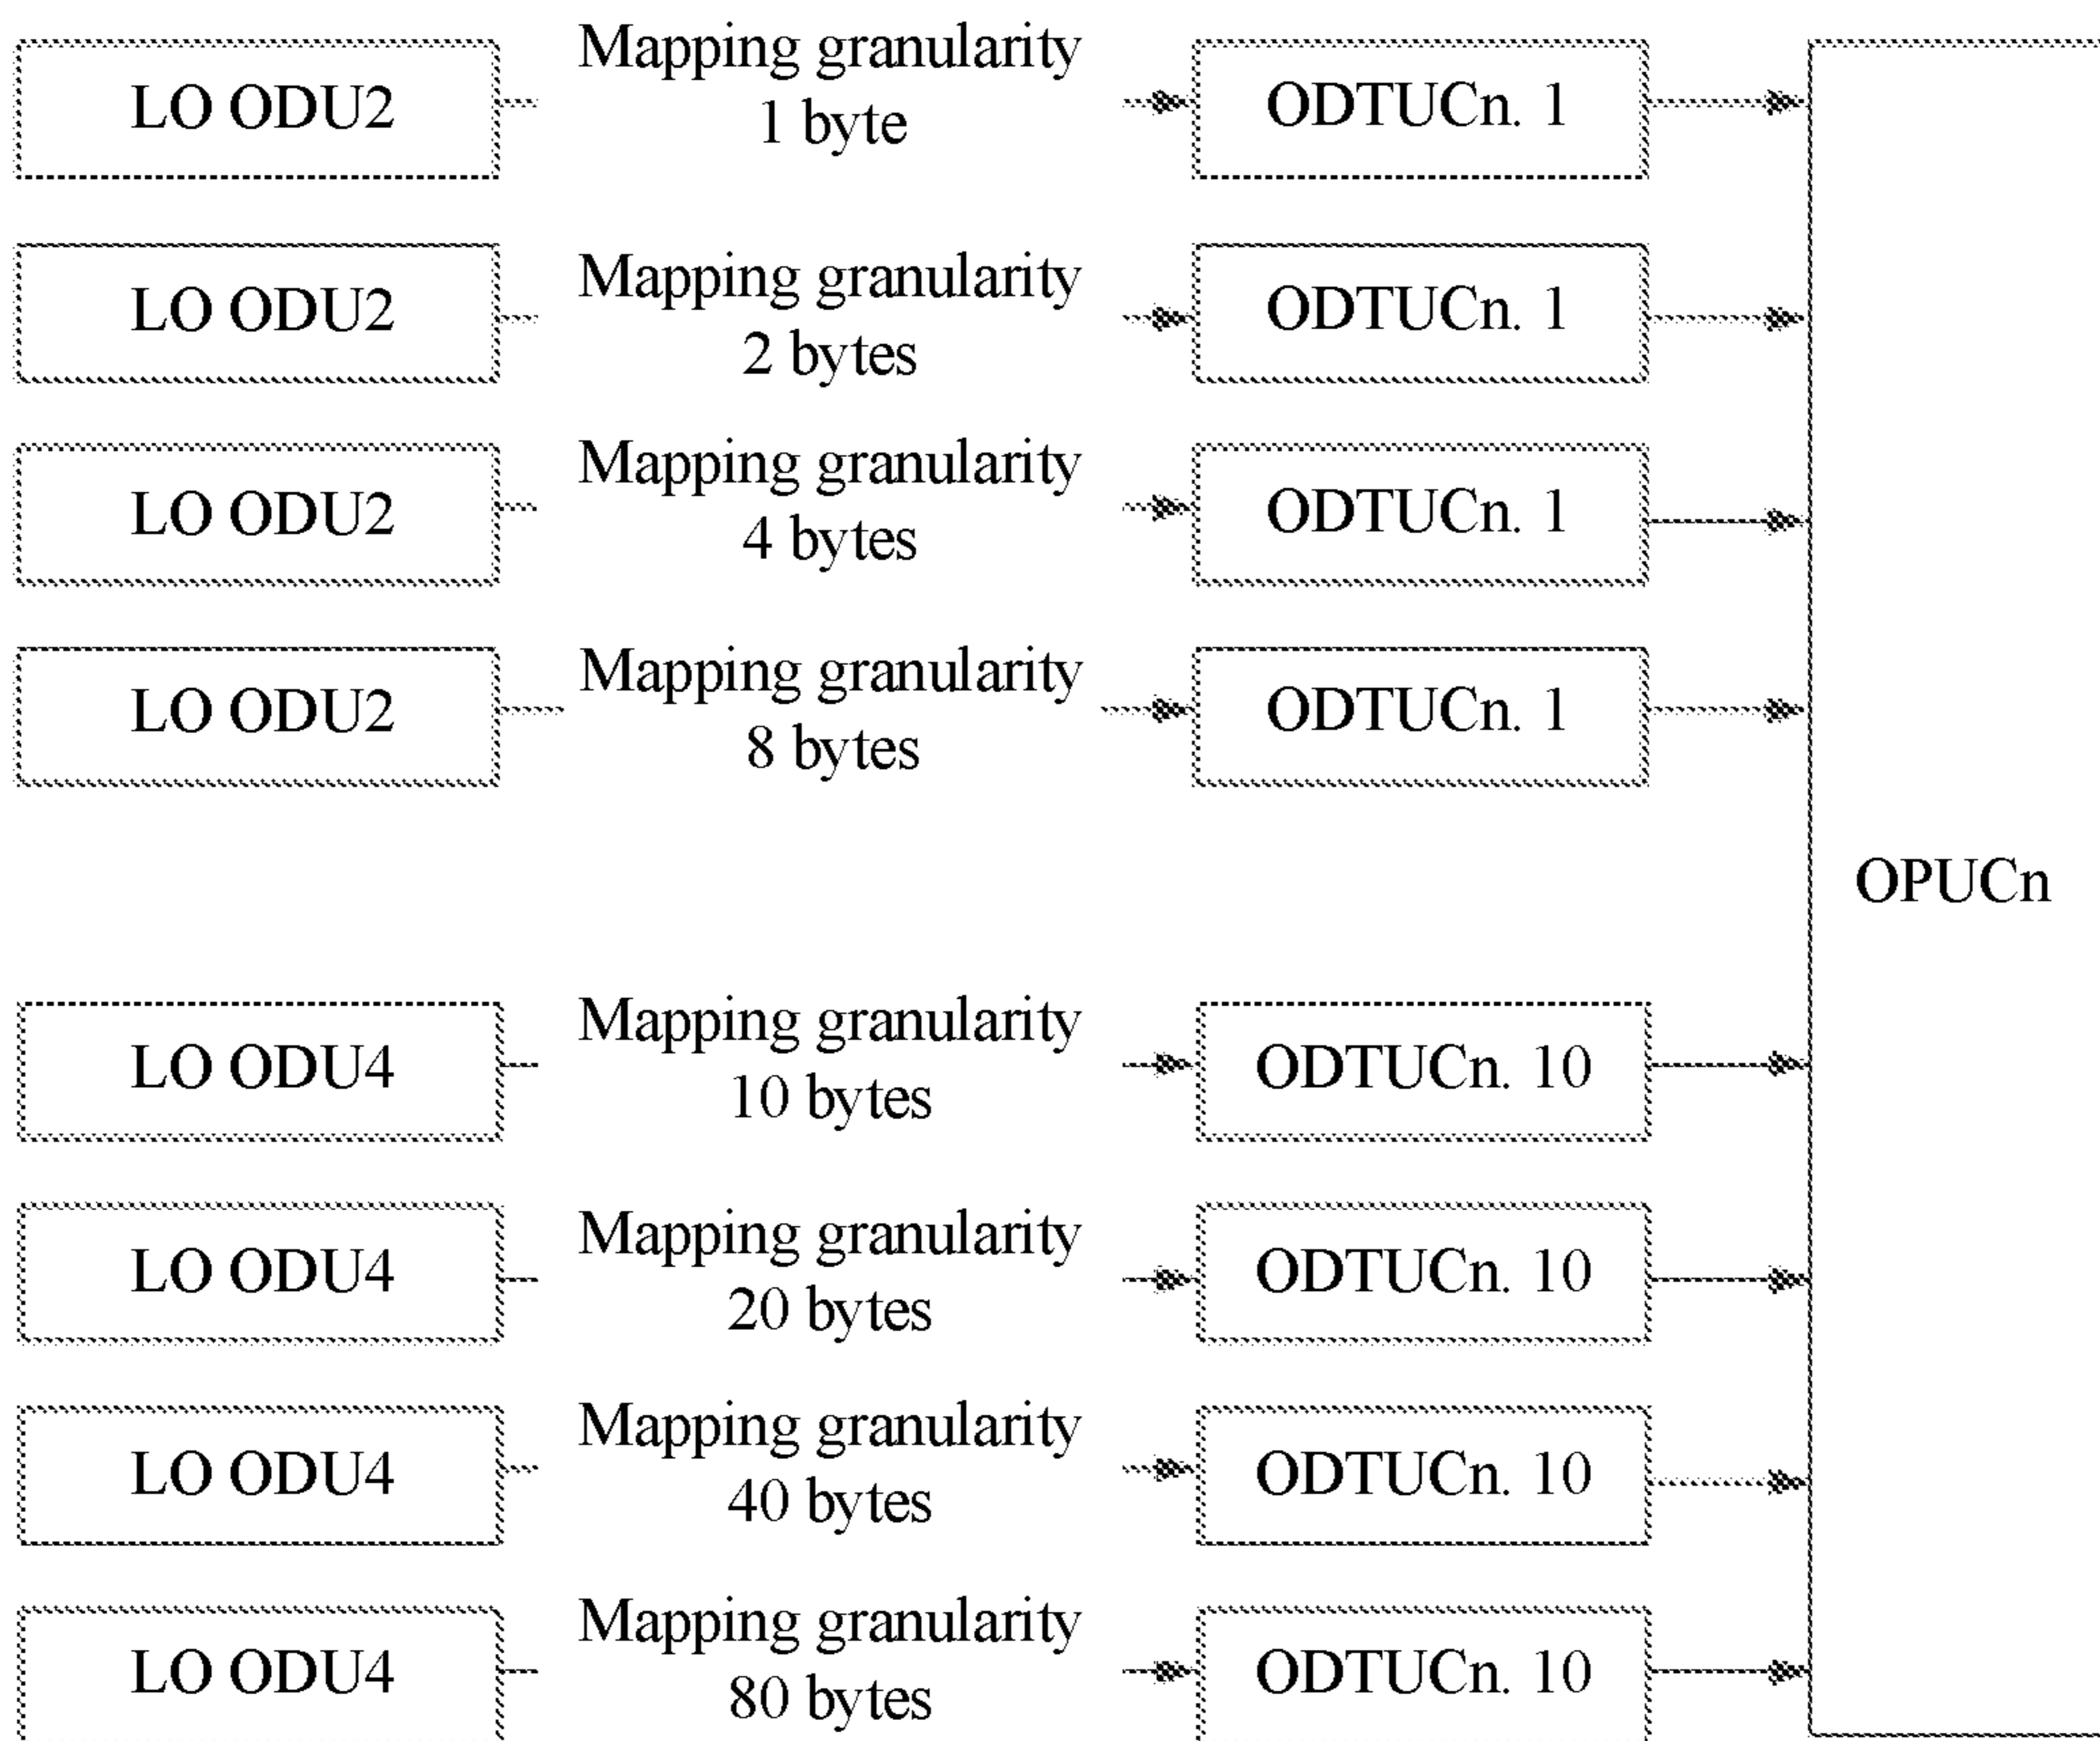 LO ODU2
Mapping granularity
1 byte
ODTUCn. 1
LO ODU2
Mapping granularity
2 bytes
ODTUCn. 1
LO ODU2
Mapping granularity
4 bytes
ODTUCn. 1
LO ODU2
Mapping granularity
8 bytes
ODTUCn. 1
OPUCn
LO ODU4
Mapping granularity
10 bytes
ODTUCn. 10
LO ODU4
Mapping granularity
20 bytes
ODTUCn. 10
LO ODU4
Mapping granularity
40 bytes
ODTUCn. 10
LO ODU4
Mapping granularity
80 bytes
ODTUCn. 10